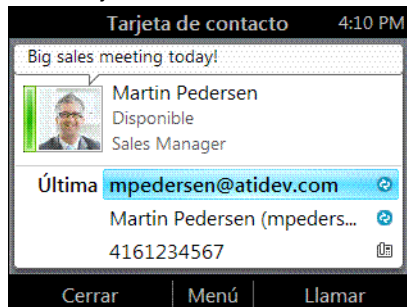 Tarjeta de contacto 4:10 PM
Big sales meeting today!
Martin Pedersen
Disponible
Sales Manager
Última mpedersen@atidev.com
Martin Pedersen (mpeders...
4161234567
Cerrar Menú Llamar